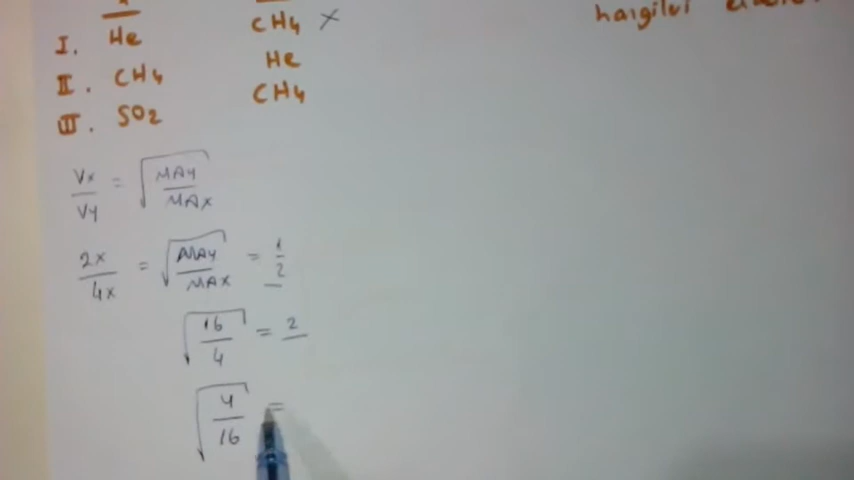 I. He CH4 X
II. CH4 He
III. SO2 CH4
hangileri
Vx/Vy = √(MAy/MAx)
2x/4x = √(MAy/MAx) = 1/2
√(16/4) = 2
√(4/16) =